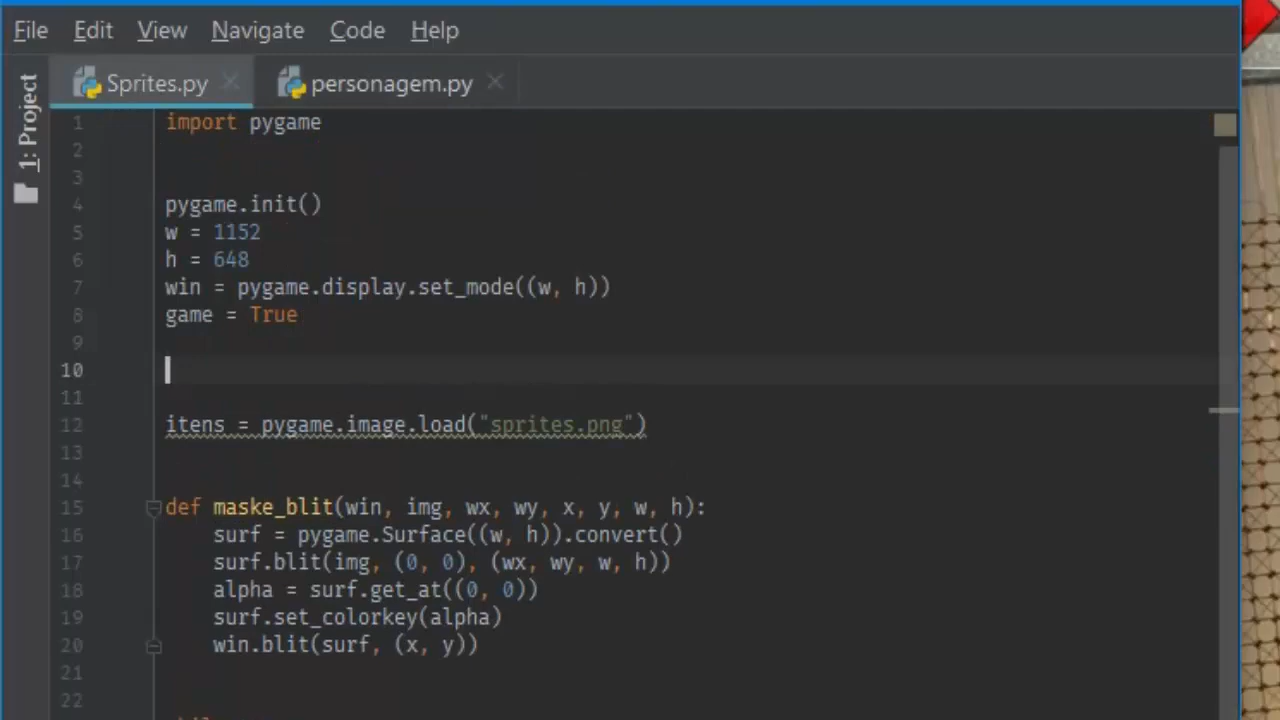 File Edit View Navigate Code Help
Sprites.py personagem.py
1: Project
1 import pygame
2
3
4 pygame.init()
5 w = 1152
6 h = 648
7 win = pygame.display.set_mode((w, h))
8 game = True
9
10
11
12 itens = pygame.image.load("sprites.png")
13
14
15 def maske_blit(win, img, wx, wy, x, y, w, h):
16 surf = pygame.Surface((w, h)).convert()
17 surf.blit(img, (0, 0), (wx, wy, w, h))
18 alpha = surf.get_at((0, 0))
19 surf.set_colorkey(alpha)
20 win.blit(surf, (x, y))
21
22